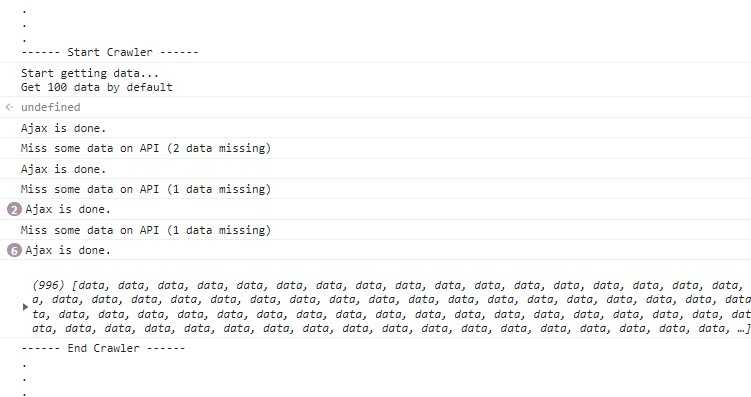 .
.
.
------ Start Crawler ------
Start getting data...
Get 100 data by default
undefined
Ajax is done.
Miss some data on API (2 data missing)
Ajax is done.
Miss some data on API (1 data missing)
2 Ajax is done.
Miss some data on API (1 data missing)
6 Ajax is done.
(996) [data, data, data, data, data, data, data, data, data, data, data, data, data, data, data, data, data,
a, data, data, data, data, data, data, data, data, data, data, data, data, data, data, data, data, data, data
ta, data, data, data, data, data, data, data, data, data, data, data, data, data, data, data, data, data, dat
ata, data, data, data, data, data, data, data, data, data, data, data, data, data, data, data, data, data, …]
------ End Crawler ------
.
.
.